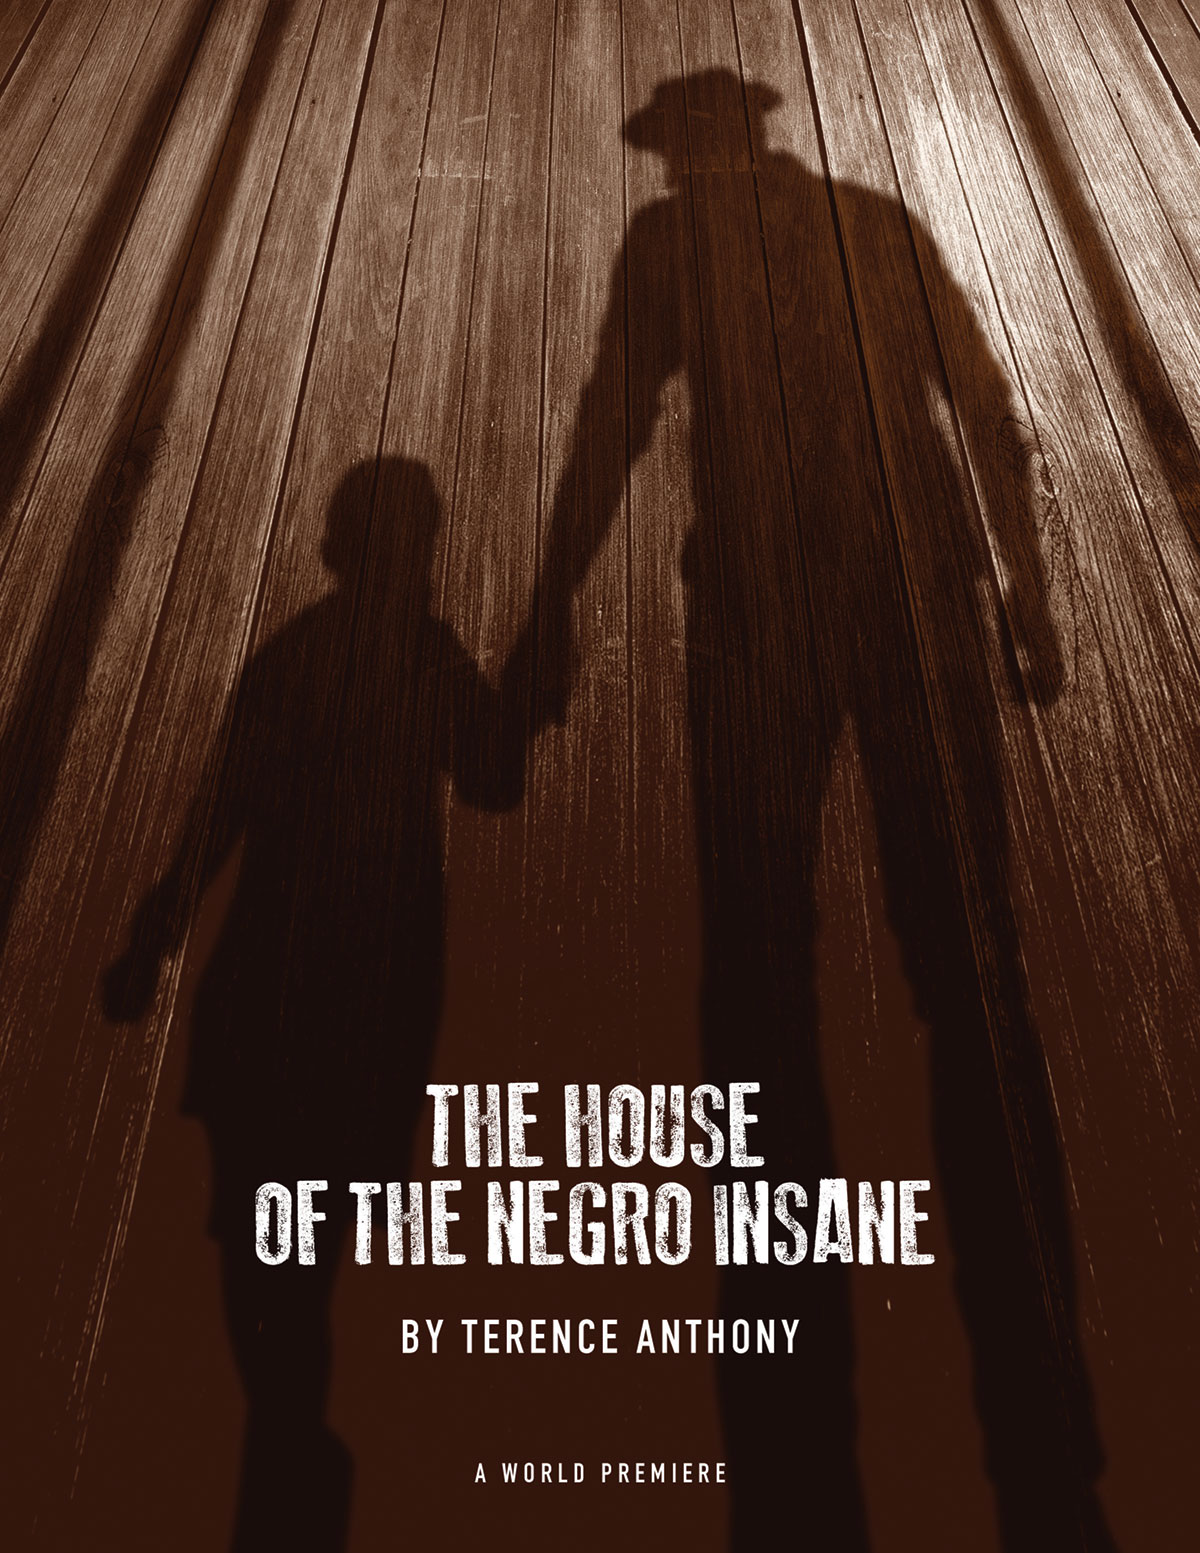 THE HOUSE
OF THE NEGRO INSANE
BY TERENCE ANTHONY
A WORLD PREMIERE